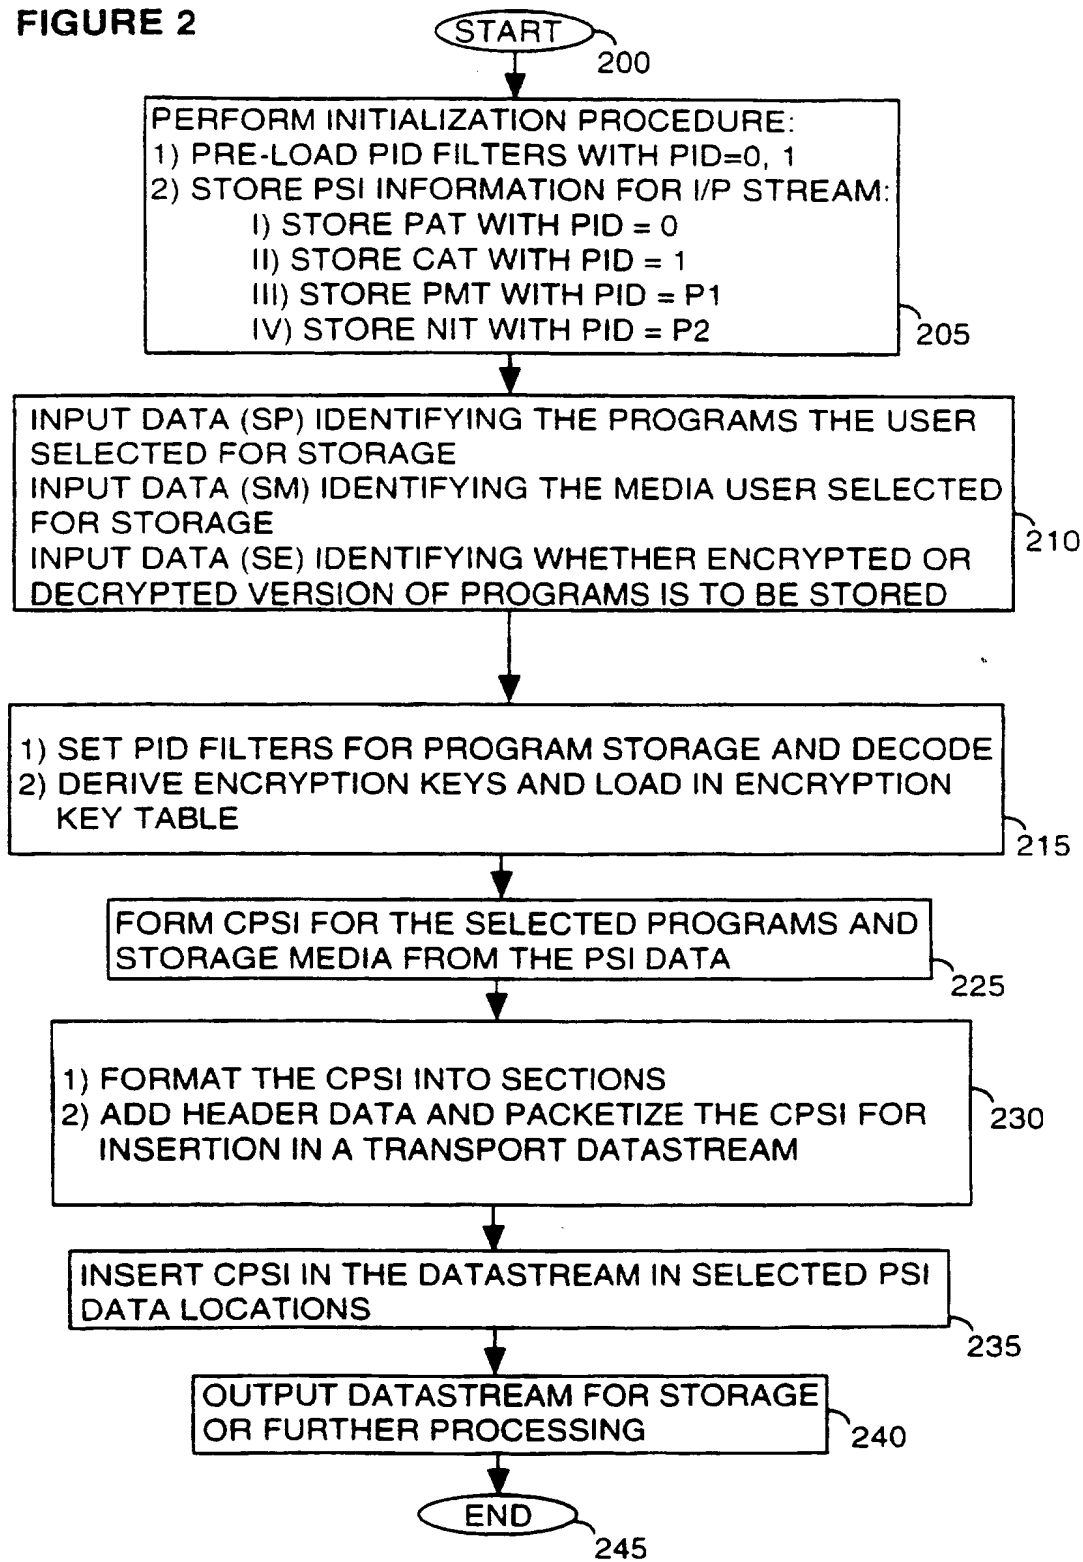 FIGURE 2
START
200
PERFORM INITIALIZATION PROCEDURE:
1) PRE-LOAD PID FILTERS WITH PID=0, 1
2) STORE PSI INFORMATION FOR I/P STREAM:
I) STORE PAT WITH PID = 0
II) STORE CAT WITH PID = 1
III) STORE PMT WITH PID = P1
IV) STORE NIT WITH PID = P2
205
INPUT DATA (SP) IDENTIFYING THE PROGRAMS THE USER
SELECTED FOR STORAGE
INPUT DATA (SM) IDENTIFYING THE MEDIA USER SELECTED
FOR STORAGE
INPUT DATA (SE) IDENTIFYING WHETHER ENCRYPTED OR
DECRYPTED VERSION OF PROGRAMS IS TO BE STORED
210
1) SET PID FILTERS FOR PROGRAM STORAGE AND DECODE
2) DERIVE ENCRYPTION KEYS AND LOAD IN ENCRYPTION
KEY TABLE
215
FORM CPSI FOR THE SELECTED PROGRAMS AND
STORAGE MEDIA FROM THE PSI DATA
225
1) FORMAT THE CPSI INTO SECTIONS
2) ADD HEADER DATA AND PACKETIZE THE CPSI FOR
INSERTION IN A TRANSPORT DATASTREAM
230
INSERT CPSI IN THE DATASTREAM IN SELECTED PSI
DATA LOCATIONS
235
OUTPUT DATASTREAM FOR STORAGE
OR FURTHER PROCESSING
240
END
245